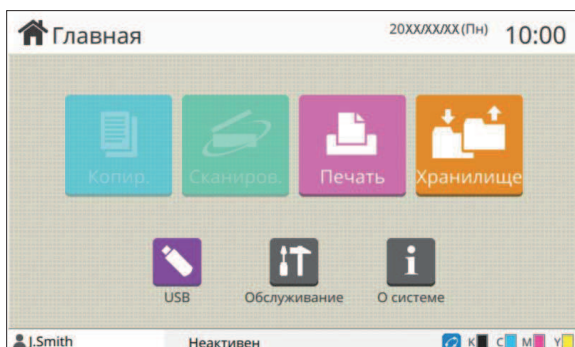 Главная 20XX/XX/XX (Пн) 10:00
Копир. Сканиров. Печать Хранилище
USB Обслуживание О системе
J.Smith Неактивен K C M Y